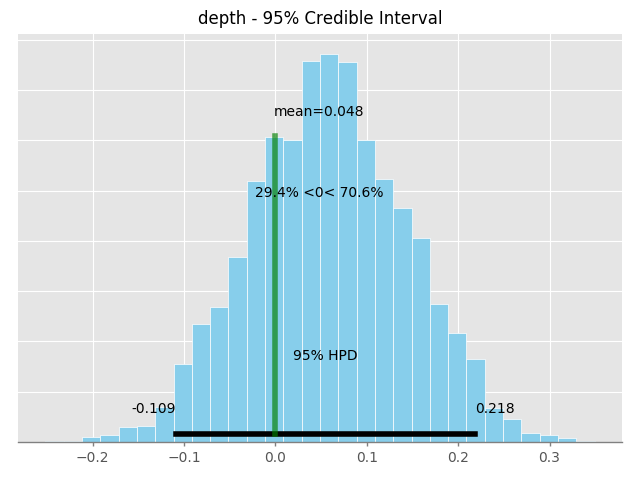 depth - 95% Credible Interval
mean=0.048
29.4% <0< 70.6%
95% HPD
-0.109
0.218
−0.2
−0.1
0.0
0.1
0.2
0.3